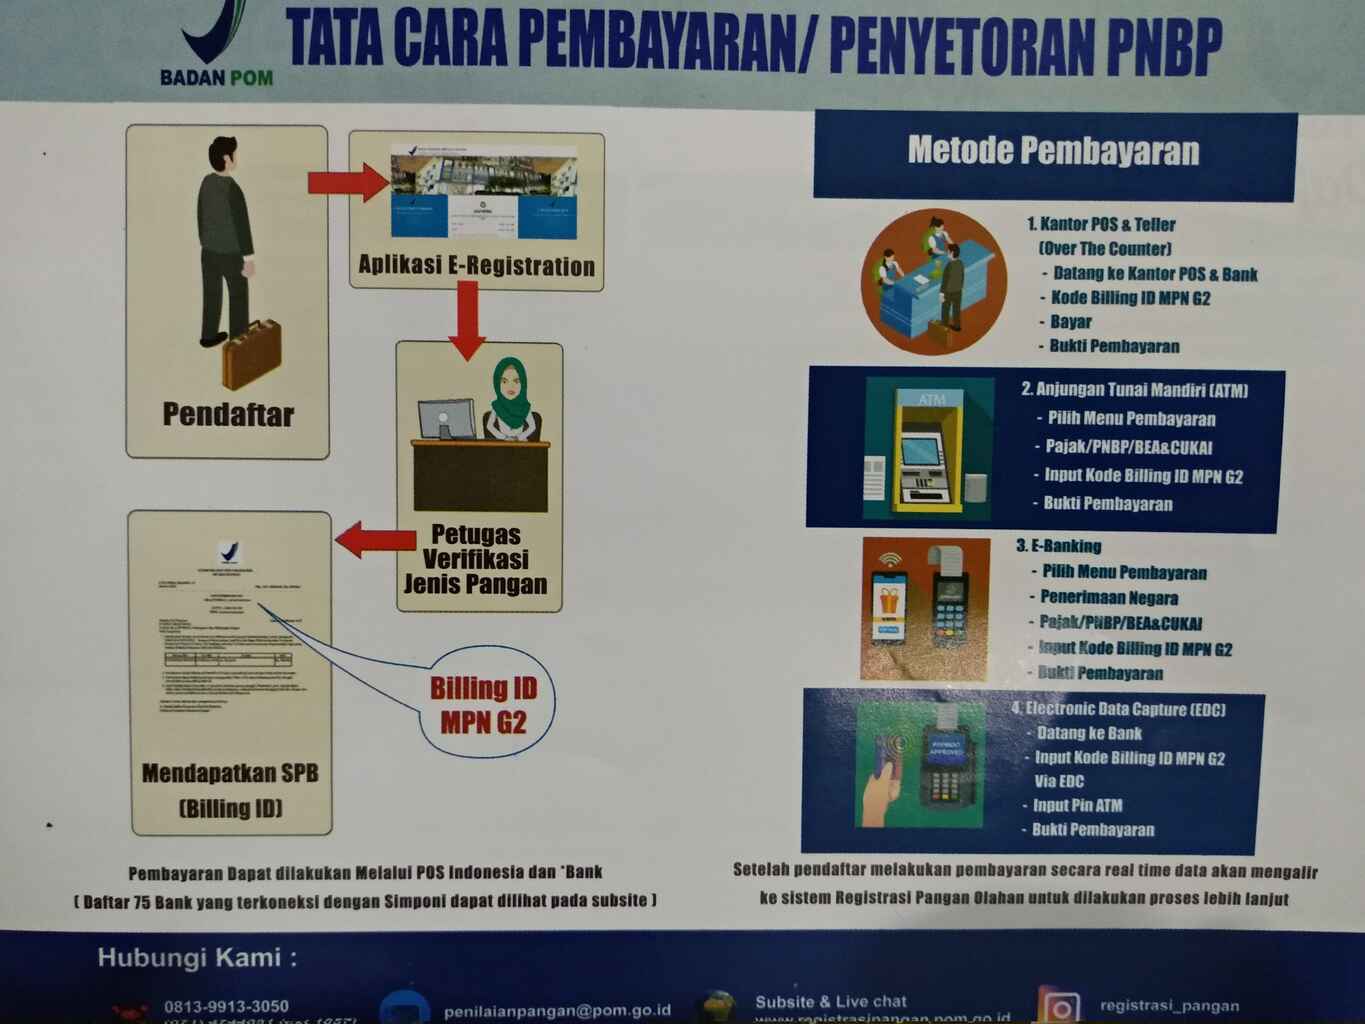 BADAN POM
TATA CARA PEMBAYARAN/ PENYETORAN PNBP
Pendaftar
Aplikasi E-Registration
Petugas
Verifikasi
Jenis Pangan
Billing ID
MPN G2
Mendapatkan SPB
(Billing ID)
Pembayaran Dapat dilakukan Melalui POS Indonesia dan *Bank
( Daftar 75 Bank yang terkoneksi dengan Simponi dapat dilihat pada subsite )
Metode Pembayaran
1. Kantor POS & Teller
(Over The Counter)
- Datang ke Kantor POS & Bank
- Kode Billing ID MPN G2
- Bayar
- Bukti Pembayaran
ATM
2. Anjungan Tunai Mandiri (ATM)
- Pilih Menu Pembayaran
- Pajak/PNBP/BEA&CUKAI
- Input Kode Billing ID MPN G2
- Bukti Pembayaran
3. E-Banking
- Pilih Menu Pembayaran
- Penerimaan Negara
- Pajak/PNBP/BEA&CUKAI
- Input Kode Billing ID MPN G2
- Bukti Pembayaran
PAYMENT
APPROVED
4. Electronic Data Capture (EDC)
- Datang ke Bank
- Input Kode Billing ID MPN G2
Via EDC
- Input Pin ATM
- Bukti Pembayaran
Setelah pendaftar melakukan pembayaran secara real time data akan mengalir
ke sistem Registrasi Pangan Olahan untuk dilakukan proses lebih lanjut
Hubungi Kami :
0813-9913-3050
penilaianpangan@pom.go.id
Subsite & Live chat
www.registrasipangan.pom.go.id
registrasi_pangan